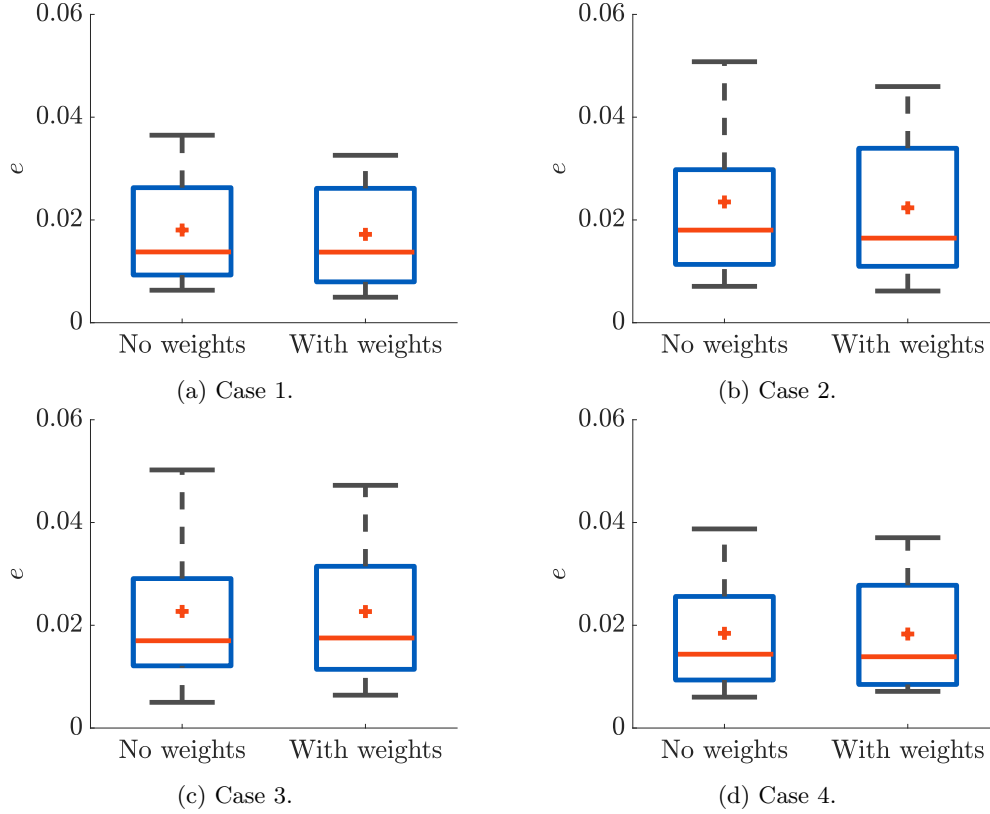 0.06
0.04
e
0.02
0
No weights With weights
(a) Case 1.
0.06
0.04
e
0.02
0
No weights With weights
(b) Case 2.
0.06
0.04
e
0.02
0
No weights With weights
(c) Case 3.
0.06
0.04
e
0.02
0
No weights With weights
(d) Case 4.